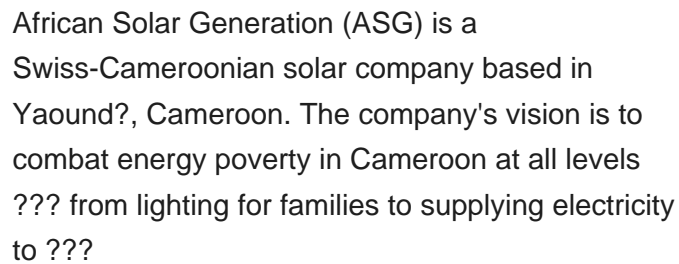 African Solar Generation (ASG) is a
Swiss-Cameroonian solar company based in
Yaound?, Cameroon. The company's vision is to
combat energy poverty in Cameroon at all levels
??? from lighting for families to supplying electricity
to ???